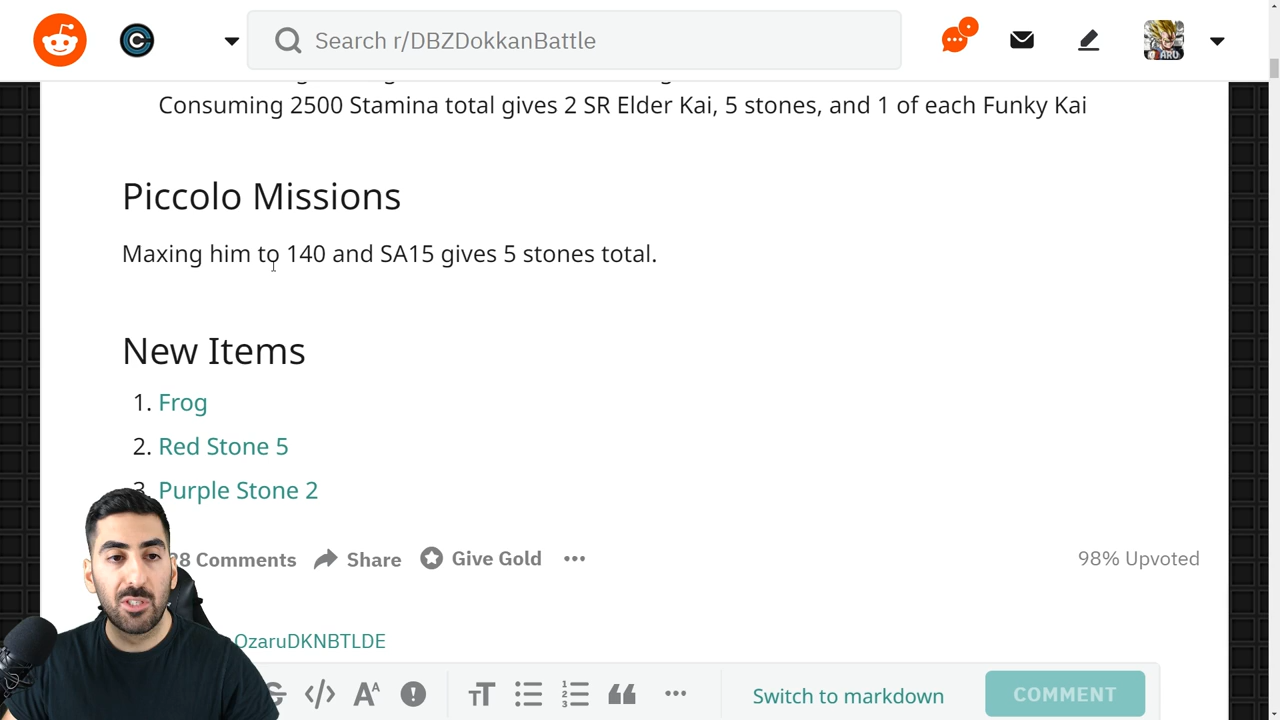 Search r/DBZDokkanBattle
Consuming 2500 Stamina total gives 2 SR Elder Kai, 5 stones, and 1 of each Funky Kai
Piccolo Missions
Maxing him to 140 and SA15 gives 5 stones total.
New Items
1. Frog
2. Red Stone 5
3. Purple Stone 2
8 Comments
Share
Give Gold
98% Upvoted
OzaruDKNBTLDE
Switch to markdown
COMMENT